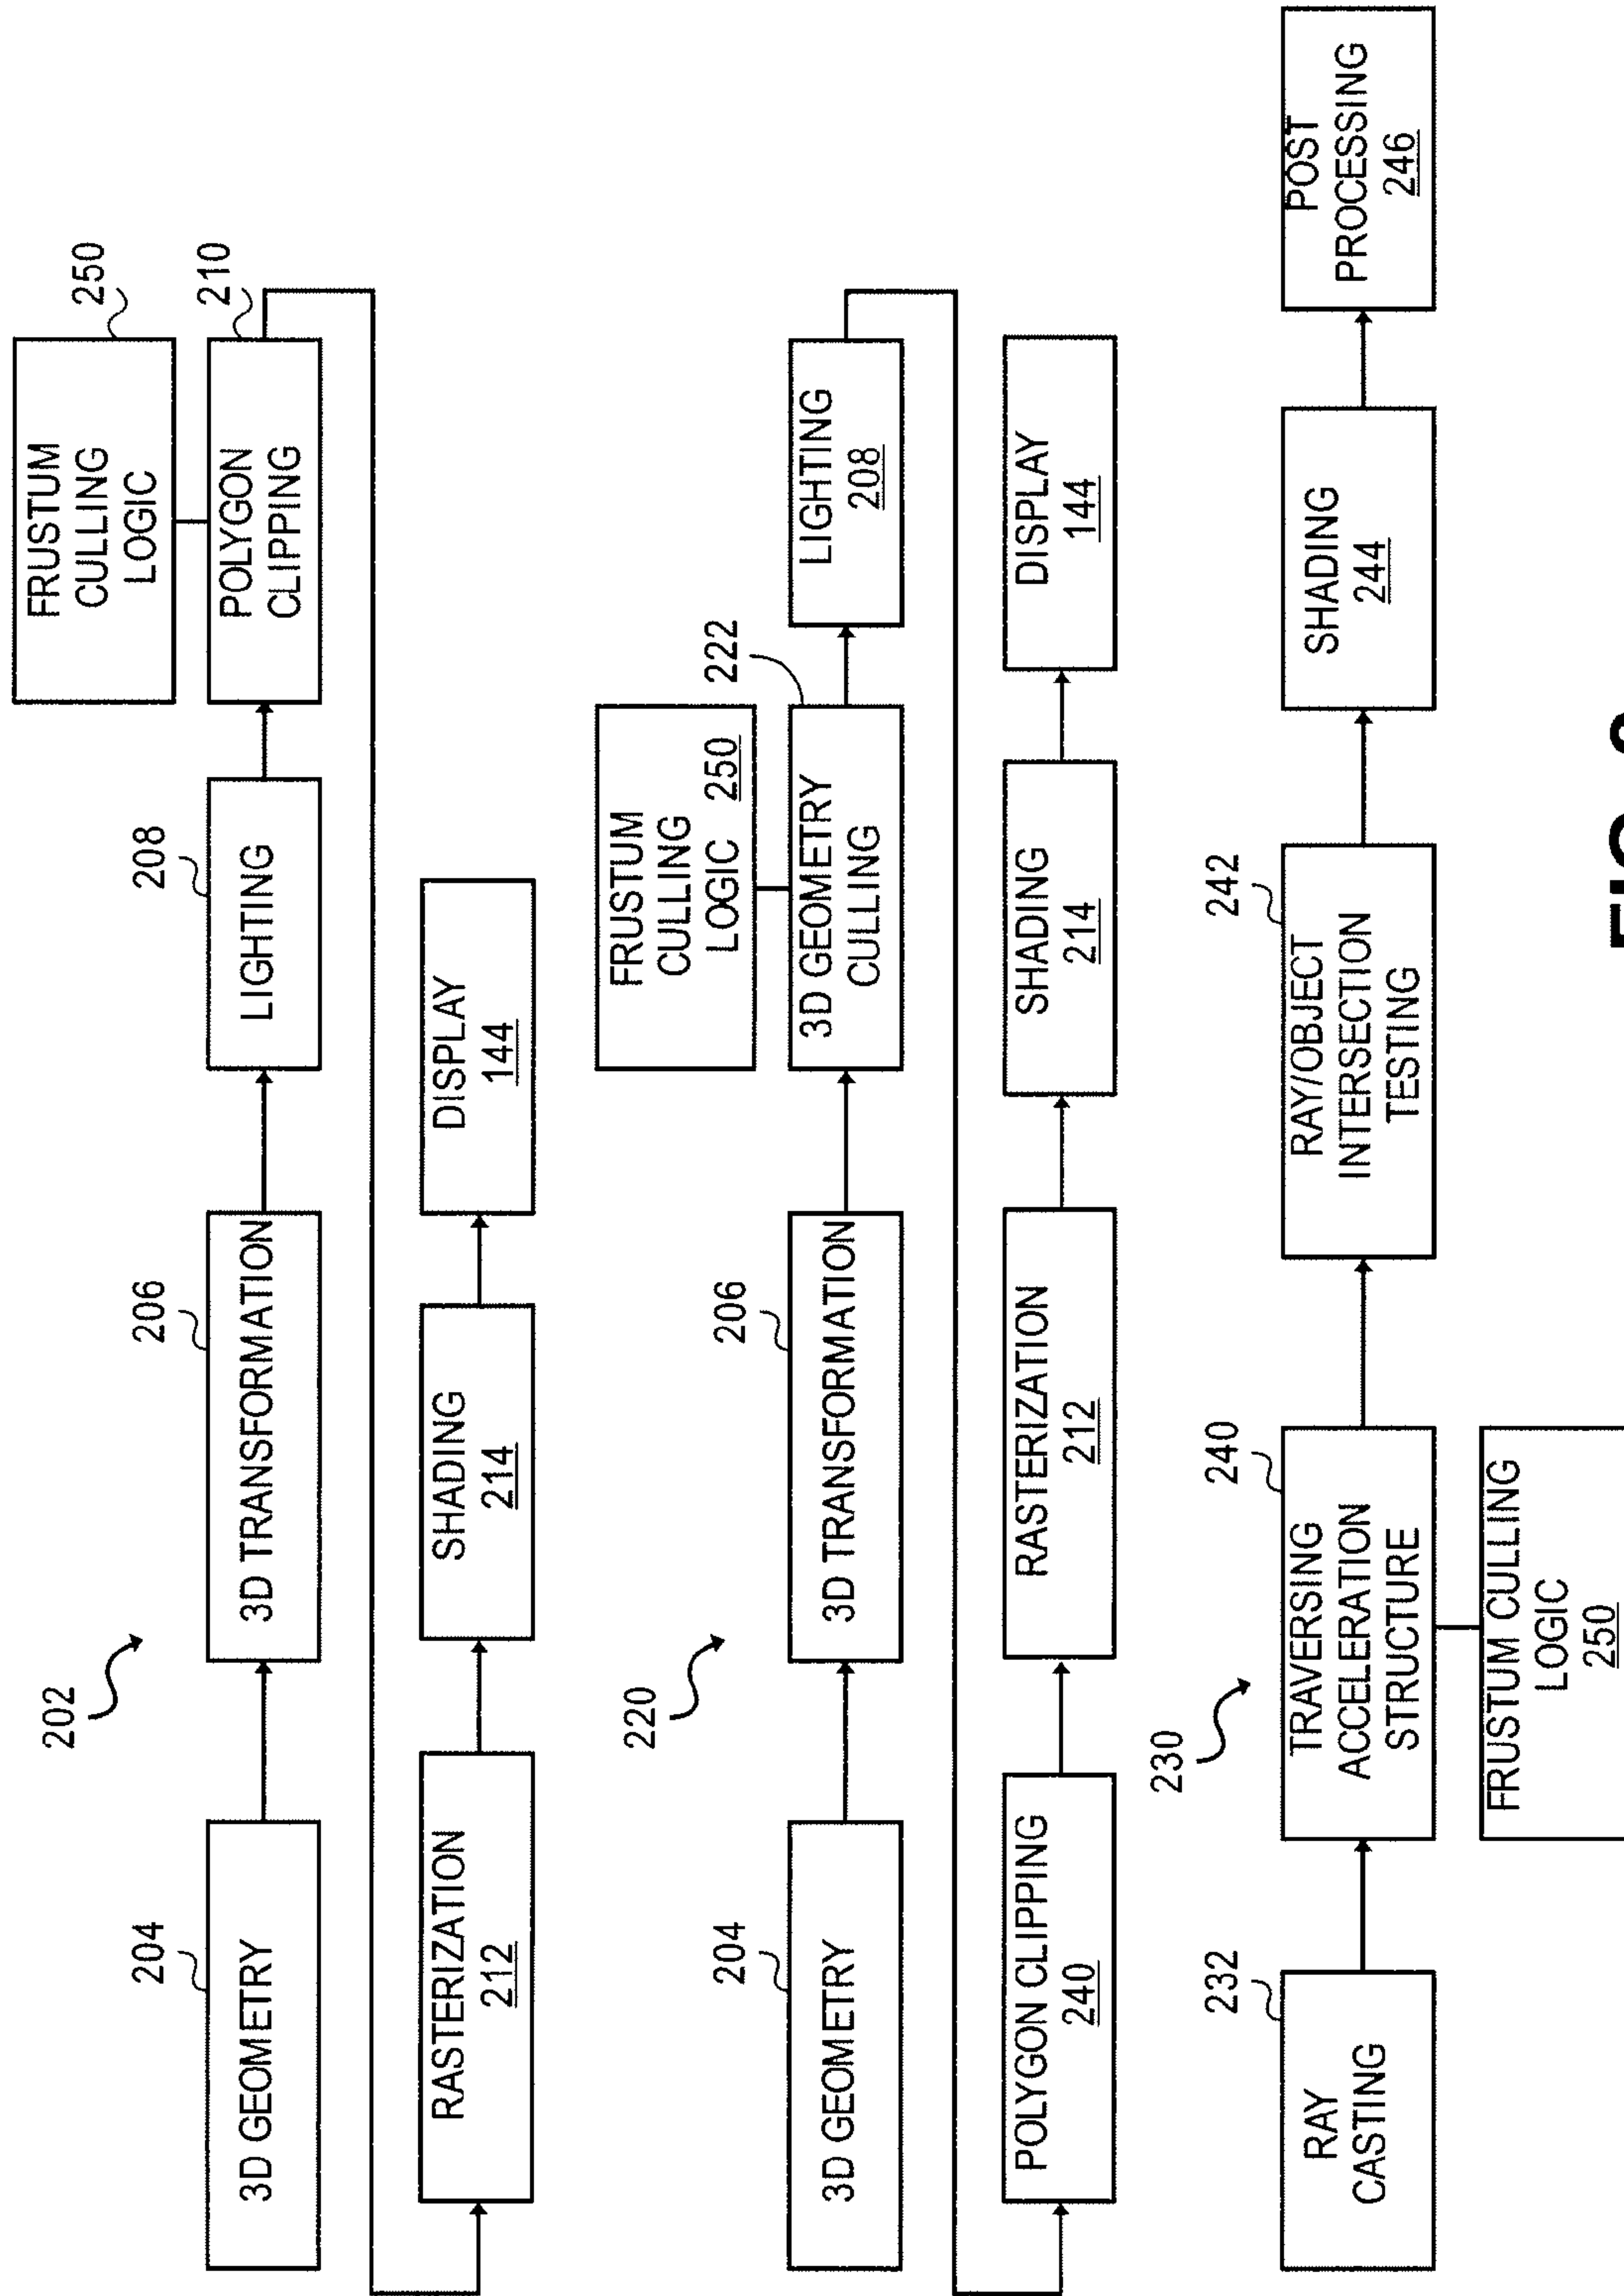 202
204
3D GEOMETRY
206
3D TRANSFORMATION
208
LIGHTING
FRUSTUM
CULLING
LOGIC
250
POLYGON
CLIPPING
210
RASTERIZATION
212
SHADING
214
DISPLAY
144
220
204
3D GEOMETRY
206
3D TRANSFORMATION
FRUSTUM
CULLING
LOGIC 250
3D GEOMETRY
CULLING
222
LIGHTING
208
POLYGON CLIPPING
240
RASTERIZATION
212
SHADING
214
DISPLAY
144
230
232
RAY
CASTING
240
TRAVERSING
ACCELERATION
STRUCTURE
FRUSTUM CULLING
LOGIC
250
242
RAY/OBJECT
INTERSECTION
TESTING
SHADING
244
POST
PROCESSING
246
FIG.